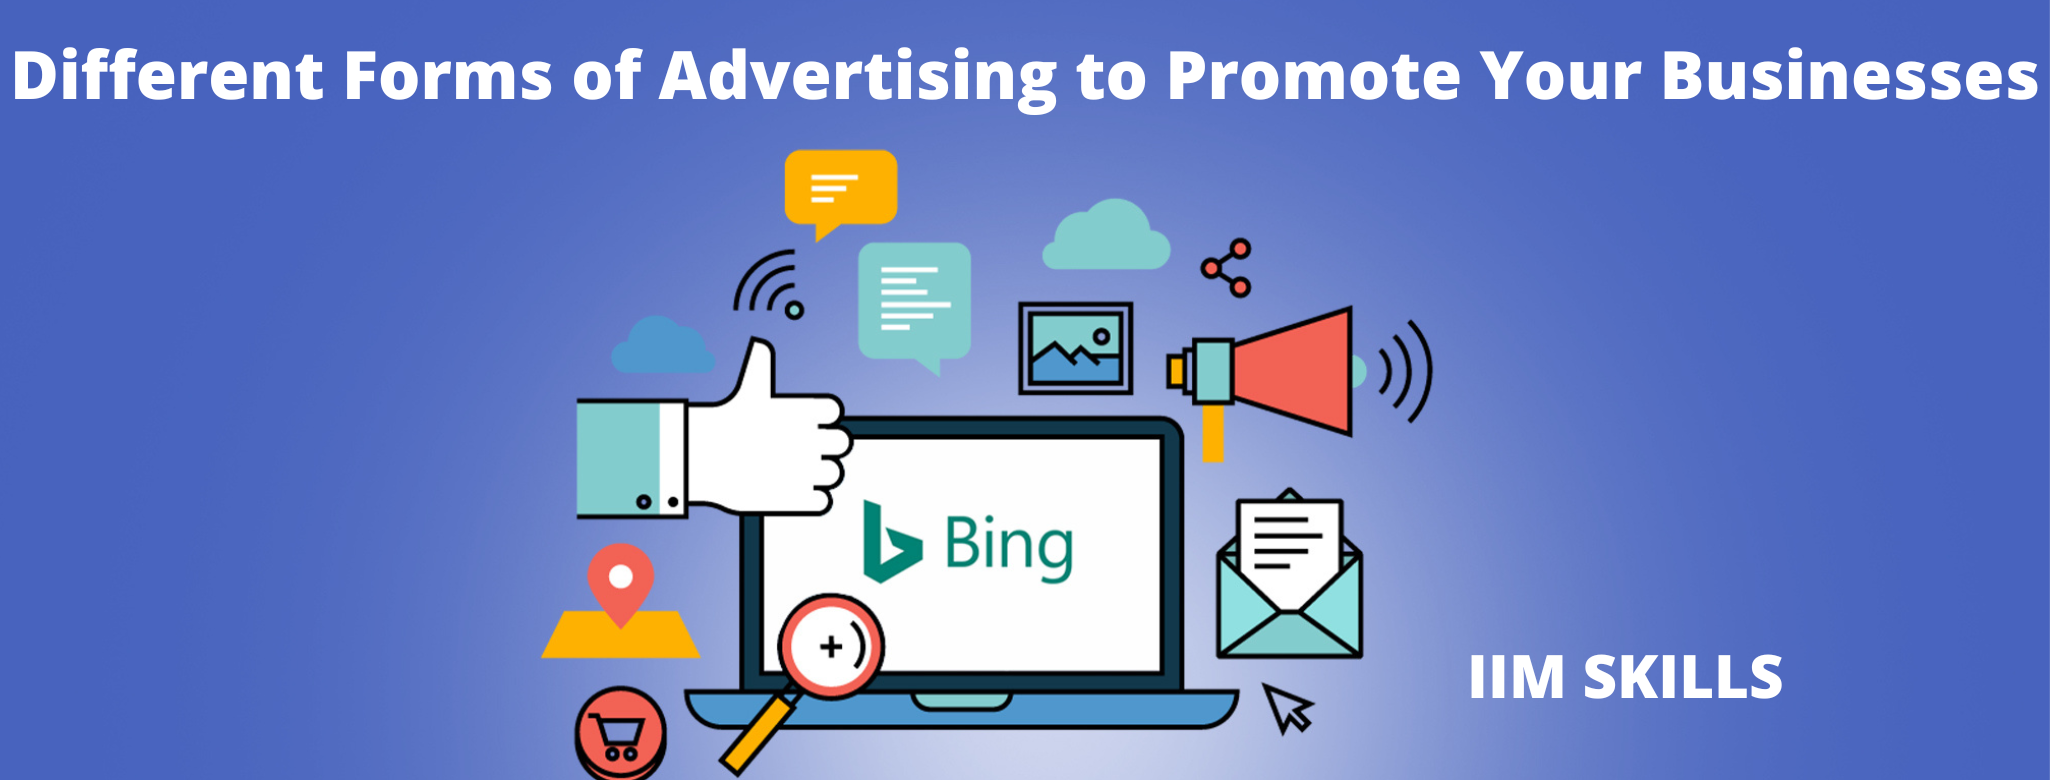 Different Forms of Advertising to Promote Your Businesses
Bing
IIM SKILLS